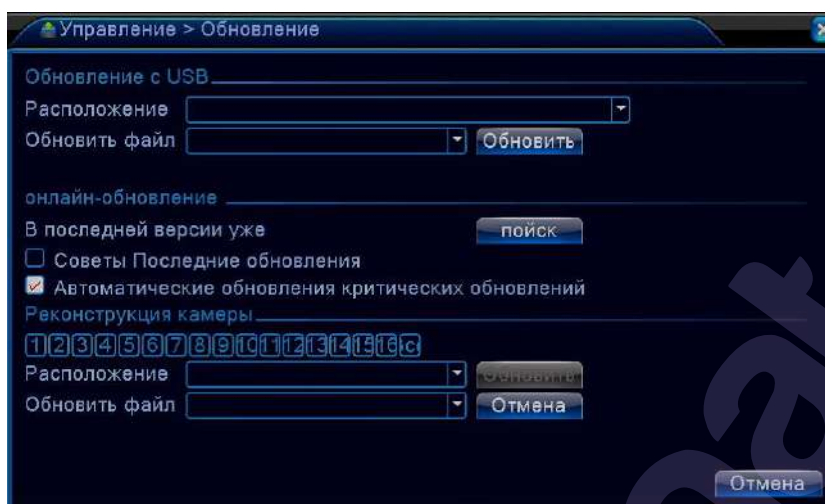 Управление > Обновление
Обновление с USB
Расположение
Обновить файл Обновить
онлайн-обновление
В последней версии уже поиск
Советы Последние обновления
Автоматические обновления критических обновлений
Реконструкция камеры
1 2 3 4 5 6 7 8 9 10 11 12 13 14 15 16
Расположение Обновить
Обновить файл Отмена
Отмена